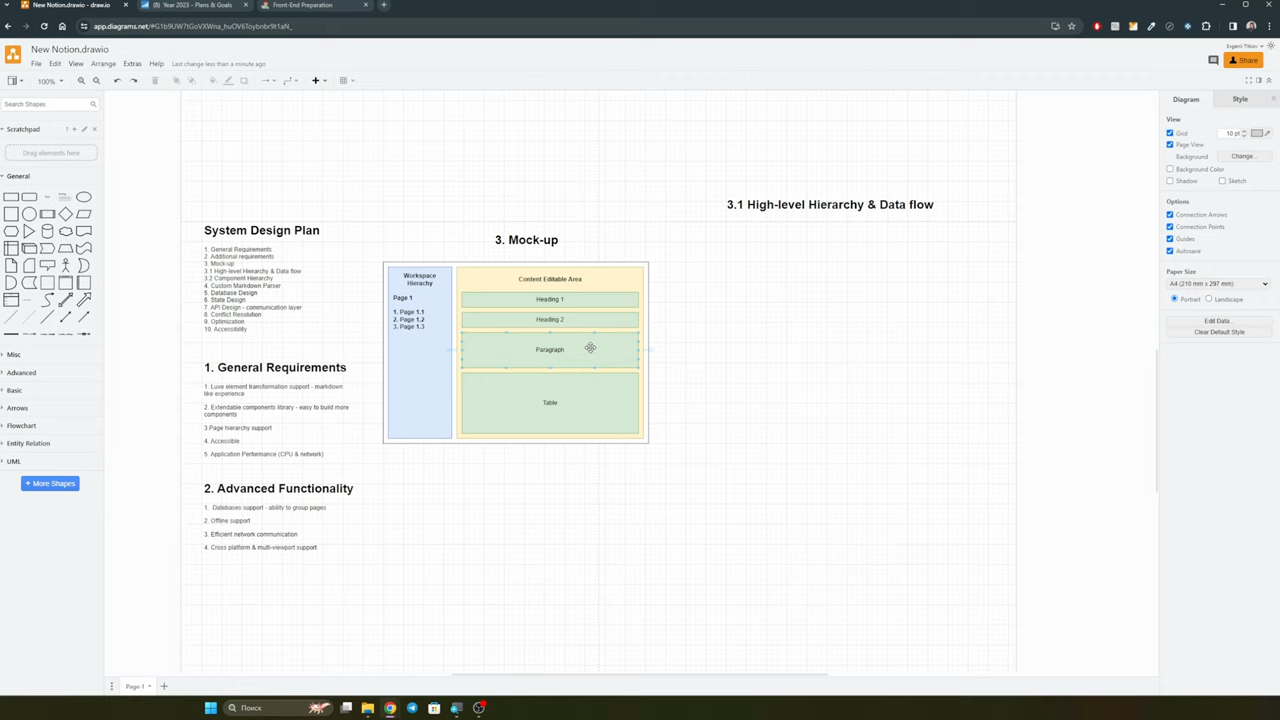 New Notion.drawio - draw.io
(8) Year 2023 - Plans & Goals
Front-End Preparation
app.diagrams.net/#G1b9UW7tGoVXWna_huOV6Toybnbr9t1aN_
New Notion.drawio
File Edit View Arrange Extras Help Last change less than a minute ago.
Evgenii Titkov
Share
100%
Search Shapes
Scratchpad
Drag elements here
General
Misc
Advanced
Basic
Arrows
Flowchart
Entity Relation
UML
+ More Shapes
System Design Plan
1. General Requirements
2. Additional requirements
3. Mock-up
3.1 High-level Hierarchy & Data flow
3.2 Component Hierarchy
4. Custom Markdown Parser
5. Database Design
6. State Design
7. API Design - communication layer
8. Conflict Resolution
9. Optimization
10. Accessibility
1. General Requirements
1. Luve element transformation support - markdown
like experience
2. Extendable components library - easy to build more
components
3.Page hierarchy support
4. Accessible
5. Application Performance (CPU & network)
2. Advanced Functionality
1. Datebases support - ability to group pages
2. Offline support
3. Efficient network communication
4. Cross platform & multi-viewport support
3. Mock-up
Workspace
Hierachy
Page 1
1. Page 1.1
2. Page 1.2
3. Page 1.3
Content Editable Area
Heading 1
Heading 2
Paragraph
Table
3.1 High-level Hierarchy & Data flow
Diagram
Style
View
Grid 10 pt
Page View
Background Change...
Background Color
Shadow Sketch
Options
Connection Arrows
Connection Points
Guides
Autosave
Paper Size
A4 (210 mm x 297 mm)
Portrait Landscape
Edit Data...
Clear Default Style
Page-1
Поиск